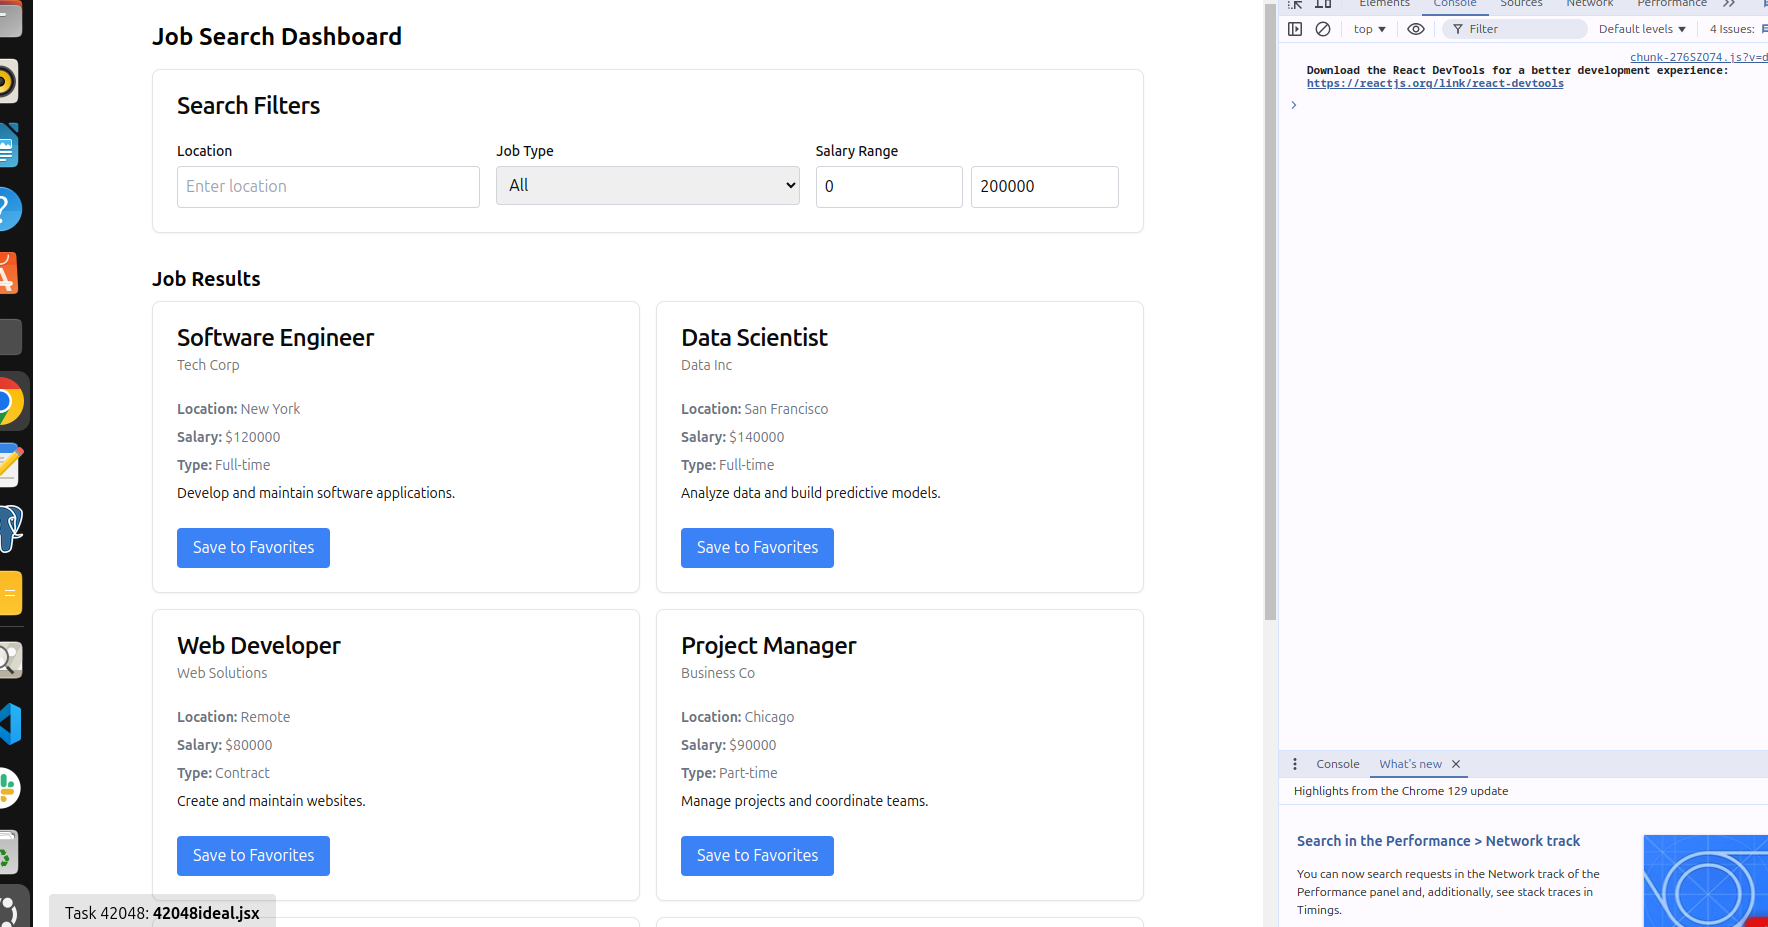 Job Search Dashboard
Search Filters
Location
Job Type
Salary Range
Enter location
All
0
200000
Job Results
Software Engineer
Tech Corp
Location: New York
Salary: $120000
Type: Full-time
Develop and maintain software applications.
Save to Favorites
Data Scientist
Data Inc
Location: San Francisco
Salary: $140000
Type: Full-time
Analyze data and build predictive models.
Save to Favorites
Web Developer
Web Solutions
Location: Remote
Salary: $80000
Type: Contract
Create and maintain websites.
Save to Favorites
Project Manager
Business Co
Location: Chicago
Salary: $90000
Type: Part-time
Manage projects and coordinate teams.
Save to Favorites
Task 42048: 42048ideal.jsx
Elements Console Sources Network Performance
top Filter Default levels 4 Issues:
chunk-276SZO74.js?v=d
Download the React DevTools for a better development experience:
https://reactjs.org/link/react-devtools
Console What's new
Highlights from the Chrome 129 update
Search in the Performance > Network track
You can now search requests in the Network track of the
Performance panel and, additionally, see stack traces in
Timings.